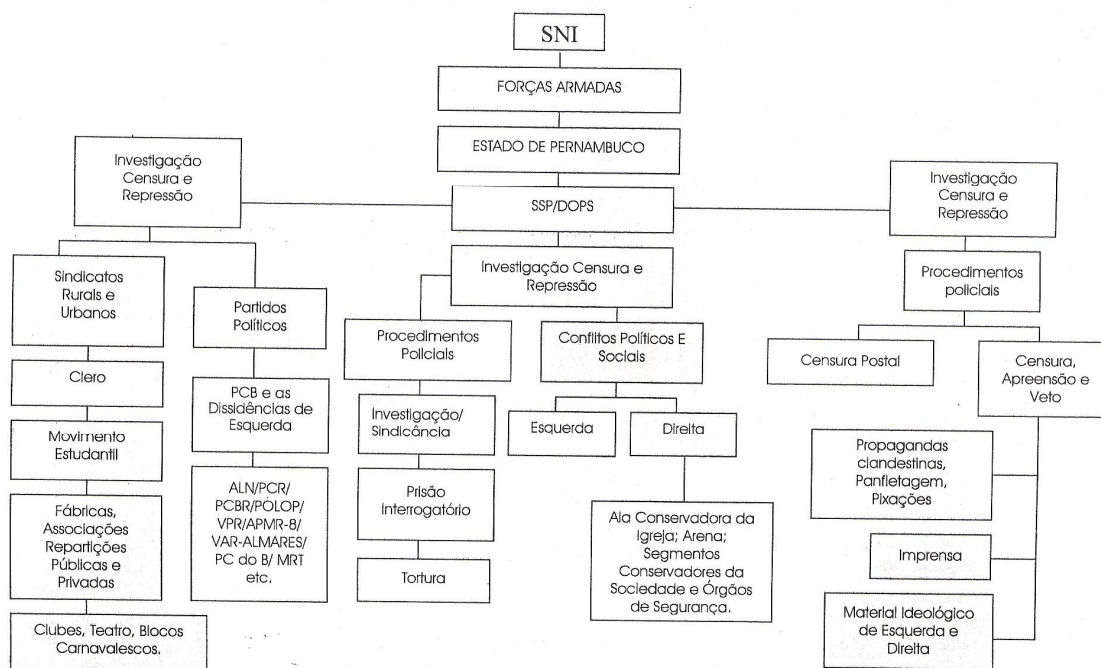 SNI
FORÇAS ARMADAS
ESTADO DE PERNAMBUCO
SSP/DOPS
Investigação
Censura e
Repressão
Sindicatos
Rurais e
Urbanos
Clero
Movimento
Estudantil
Fábricas,
Associações
Repartições
Públicas e
Privadas
Clubes, Teatro, Blocos
Carnavalescos.
Partidos
Políticos
PCB e as
Dissidências de
Esquerda
ALN/PCR/
PCBR/POLOP/
VPR/APMR-8/
VAR-ALMARES/
PC do B/ MRT
etc.
Investigação Censura e
Repressão
Procedimentos
Policiais
Investigação/
Sindicância
Prisão
Interrogatório
Tortura
Conflitos Políticos E
Sociais
Esquerda
Direita
Ala Conservadora da
Igreja; Arena;
Segmentos
Conservadores da
Sociedade e Órgãos
de Segurança.
Investigação
Censura e
Repressão
Procedimentos
policiais
Censura Postal
Censura,
Apreensão e
Veto
Propagandas
clandestinas,
Panfletagem,
Pixações
Imprensa
Material Ideológico
de Esquerda e
Direita